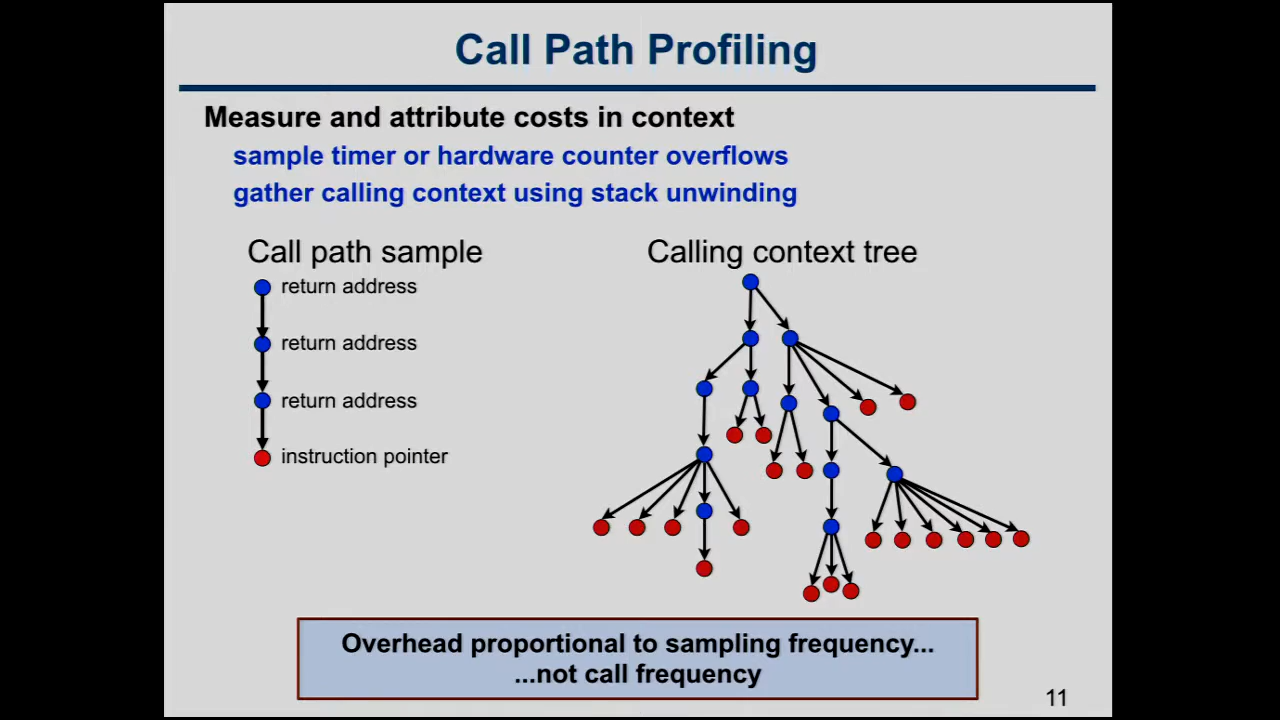 Call Path Profiling
Measure and attribute costs in context
sample timer or hardware counter overflows
gather calling context using stack unwinding
Call path sample
return address
return address
return address
instruction pointer
Calling context tree
Overhead proportional to sampling frequency...
...not call frequency
11